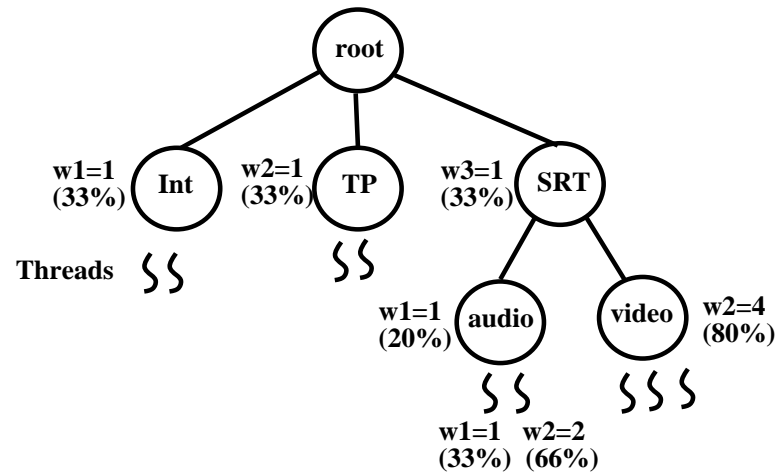 root
w1=1
(33%)
Int
w2=1
(33%)
TP
w3=1
(33%)
SRT
Threads
w1=1
(20%)
audio
video
w2=4
(80%)
w1=1 w2=2
(33%) (66%)